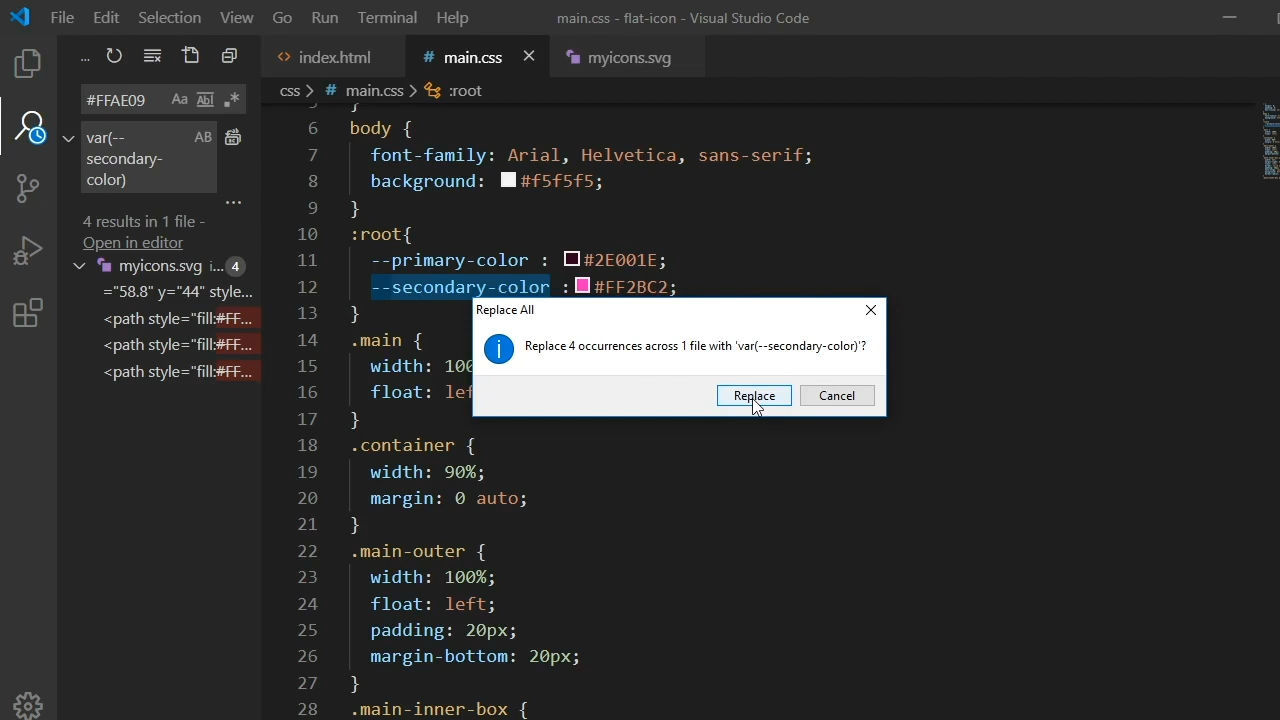 File Edit Selection View Go Run Terminal Help main.css - flat-icon - Visual Studio Code
... <> index.html # main.css myicons.svg
#FFAE09 Aa Abl .*
css > # main.css > :root
var(-- AB
secondary-
color)
...
4 results in 1 file -
Open in editor
myicons.svg i... 4
="58.8" y="44" style...
<path style="fill:#FF...
<path style="fill:#FF...
<path style="fill:#FF...
6 body {
7 font-family: Arial, Helvetica, sans-serif;
8 background: #f5f5f5;
9 }
10 :root{
11 --primary-color : #2E001E;
12 --secondary-color : #FF2BC2;
13 }
14 .main {
15 width: 100
16 float: lef
17 }
18 .container {
19 width: 90%;
20 margin: 0 auto;
21 }
22 .main-outer {
23 width: 100%;
24 float: left;
25 padding: 20px;
26 margin-bottom: 20px;
27 }
28 .main-inner-box {
Replace All
Replace 4 occurrences across 1 file with 'var(--secondary-color)'?
Replace Cancel